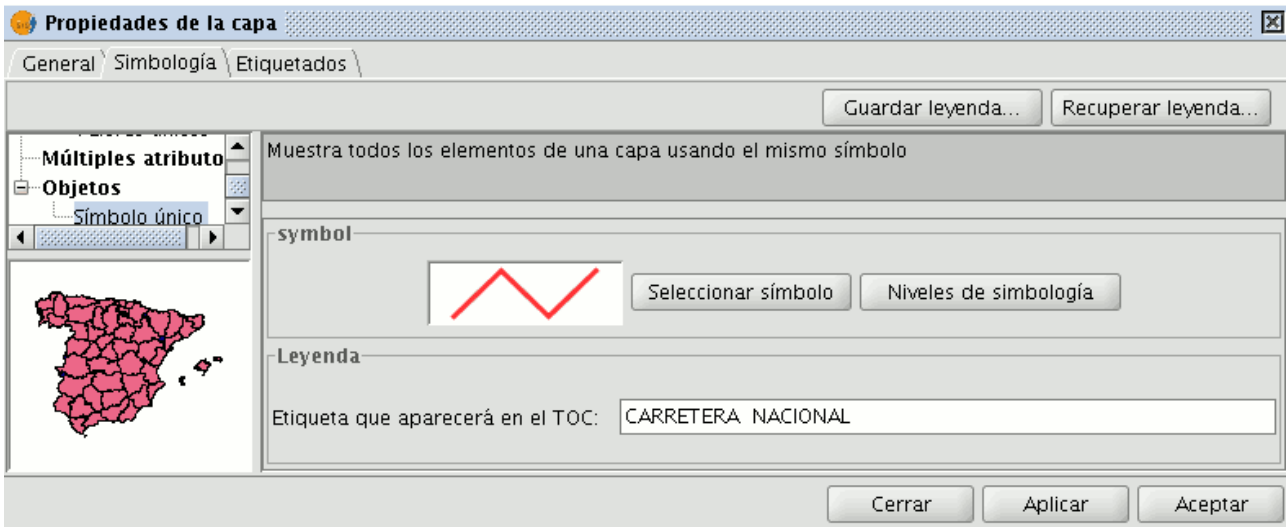 Propiedades de la capa
General Simbología Etiquetados
Guardar leyenda... Recuperar leyenda...
Múltiples atributo
Objetos
Símbolo único
Muestra todos los elementos de una capa usando el mismo símbolo
symbol
Seleccionar símbolo Niveles de simbología
Leyenda
Etiqueta que aparecerá en el TOC: CARRETERA NACIONAL
Cerrar Aplicar Aceptar